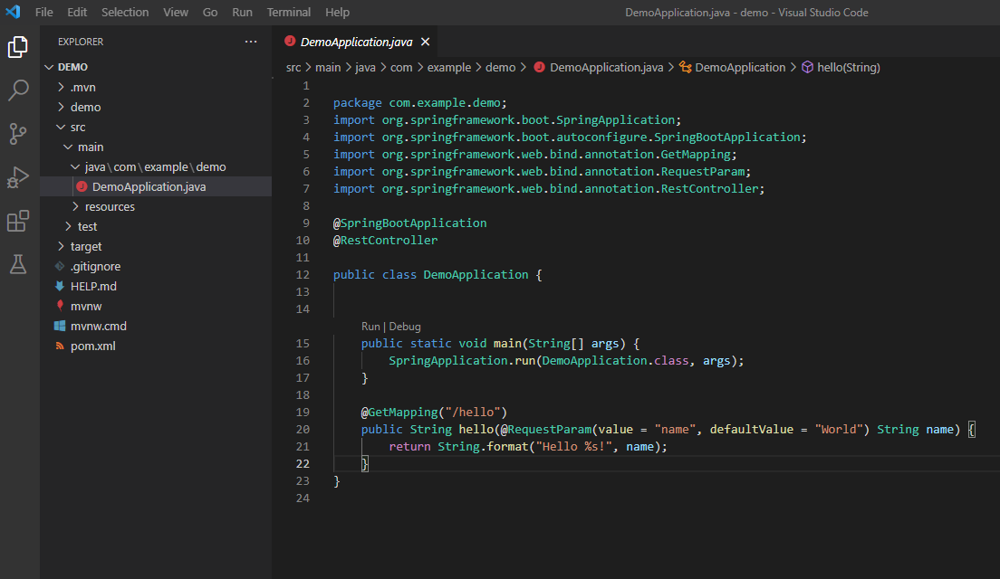 File Edit Selection View Go Run Terminal Help
DemoApplication.java - demo - Visual Studio Code
EXPLORER
DEMO
.mvn
demo
src
main
java\com\example\demo
DemoApplication.java
resources
test
target
.gitignore
HELP.md
mvnw
mvnw.cmd
pom.xml
DemoApplication.java
src > main > java > com > example > demo > DemoApplication.java > DemoApplication > hello(String)
1
2 package com.example.demo;
3 import org.springframework.boot.SpringApplication;
4 import org.springframework.boot.autoconfigure.SpringBootApplication;
5 import org.springframework.web.bind.annotation.GetMapping;
6 import org.springframework.web.bind.annotation.RequestParam;
7 import org.springframework.web.bind.annotation.RestController;
8
9 @SpringBootApplication
10 @RestController
11
12 public class DemoApplication {
13
14
Run | Debug
15 public static void main(String[] args) {
16 SpringApplication.run(DemoApplication.class, args);
17 }
18
19 @GetMapping("/hello")
20 public String hello(@RequestParam(value = "name", defaultValue = "World") String name) {
21 return String.format("Hello %s!", name);
22 }
23 }
24